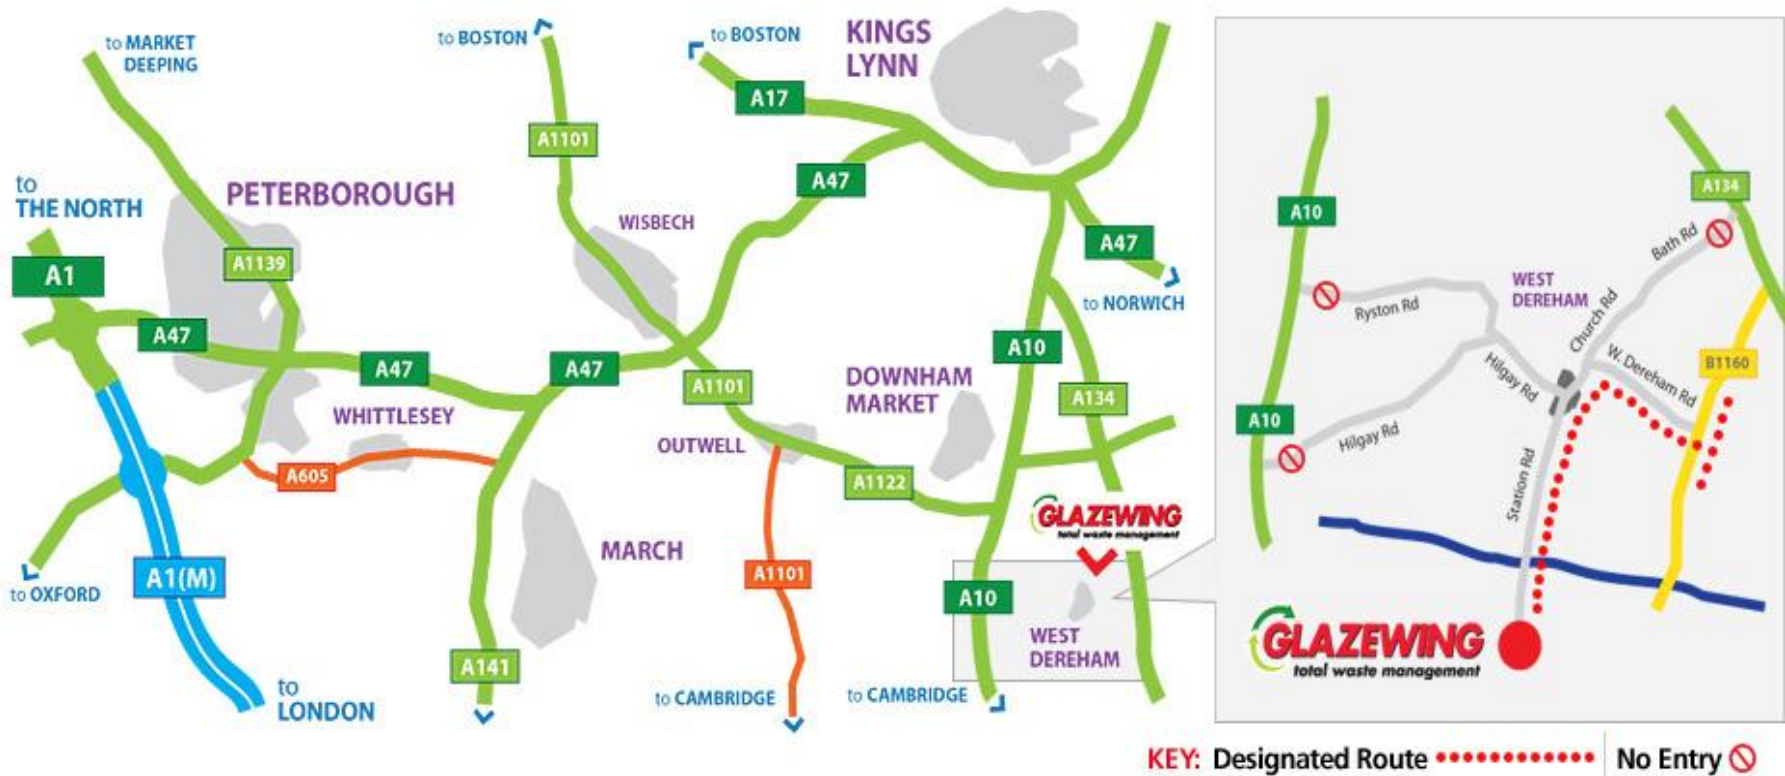 to MARKET
DEEPING
to BOSTON
to BOSTON
KINGS
LYNN
A17
A1101
A47
to
THE NORTH
PETERBOROUGH
WISBECH
A1
A1139
A47
to NORWICH
A47
A47
A47
A10
A1101
DOWNHAM
MARKET
A134
WHITTLESEY
OUTWELL
A605
A1122
GLAZEWING
total waste management
MARCH
A1(M)
to OXFORD
A1101
A10
WEST
DEREHAM
A141
to
LONDON
to CAMBRIDGE
to CAMBRIDGE
A134
A10
Bath Rd
WEST
DEREHAM
Ryston Rd
Church Rd
W. Dereham Rd
B1160
Hilgay Rd
A10
Hilgay Rd
Station Rd
GLAZEWING
total waste management
KEY: Designated Route
No Entry